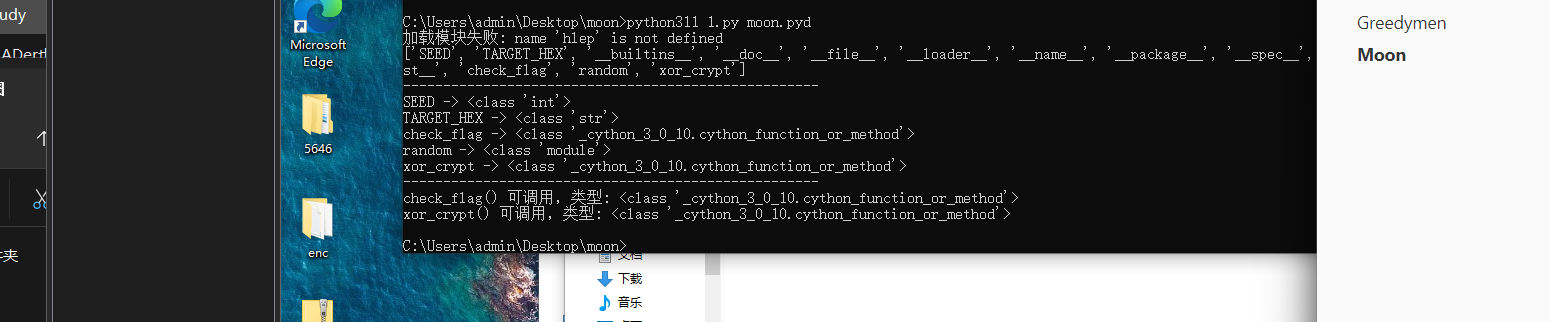 udy
ADertl
Microsoft
Edge
5646
enc
夹
C:\Users\admin\Desktop\moon>python311 1.py moon.pyd
加载模块失败: name 'hlep' is not defined
['SEED', 'TARGET_HEX', '__builtins__', '__doc__', '__file__', '__loader__', '__name__', '__package__', '__spec__',
st__', 'check_flag', 'random', 'xor_crypt']
----------------------------------------------------
SEED -> <class 'int'>
TARGET_HEX -> <class 'str'>
check_flag -> <class '_cython_3_0_10.cython_function_or_method'>
random -> <class 'module'>
xor_crypt -> <class '_cython_3_0_10.cython_function_or_method'>
----------------------------------------------------
check_flag() 可调用，类型: <class '_cython_3_0_10.cython_function_or_method'>
xor_crypt() 可调用，类型: <class '_cython_3_0_10.cython_function_or_method'>
C:\Users\admin\Desktop\moon>
文档
下载
音乐
Greedymen
Moon